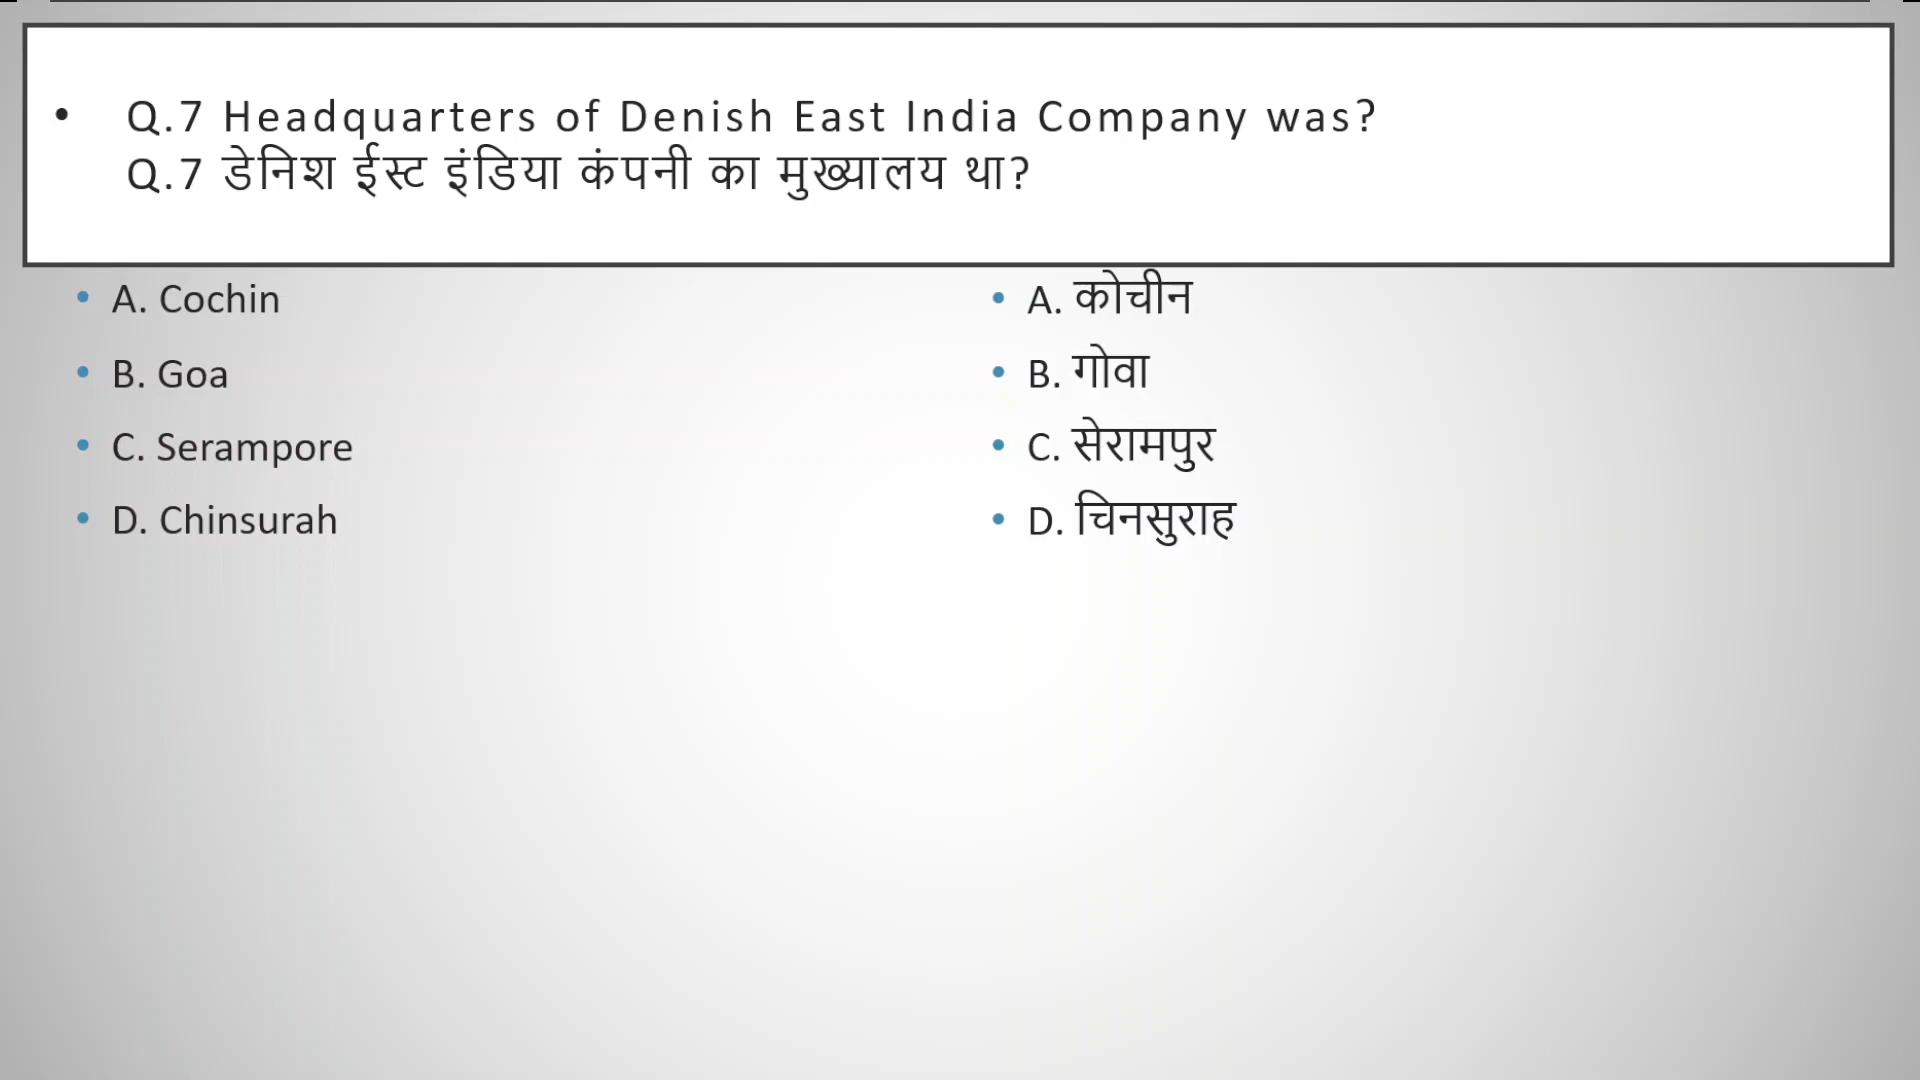 • Q.7 Headquarters of Denish East India Company was?
Q.7 डेनिश ईस्ट इंडिया कंपनी का मुख्यालय था?
• A. Cochin
• B. Goa
• C. Serampore
• D. Chinsurah
• A. कोचीन
• B. गोवा
• C. सेरामपुर
• D. चिनसुराह